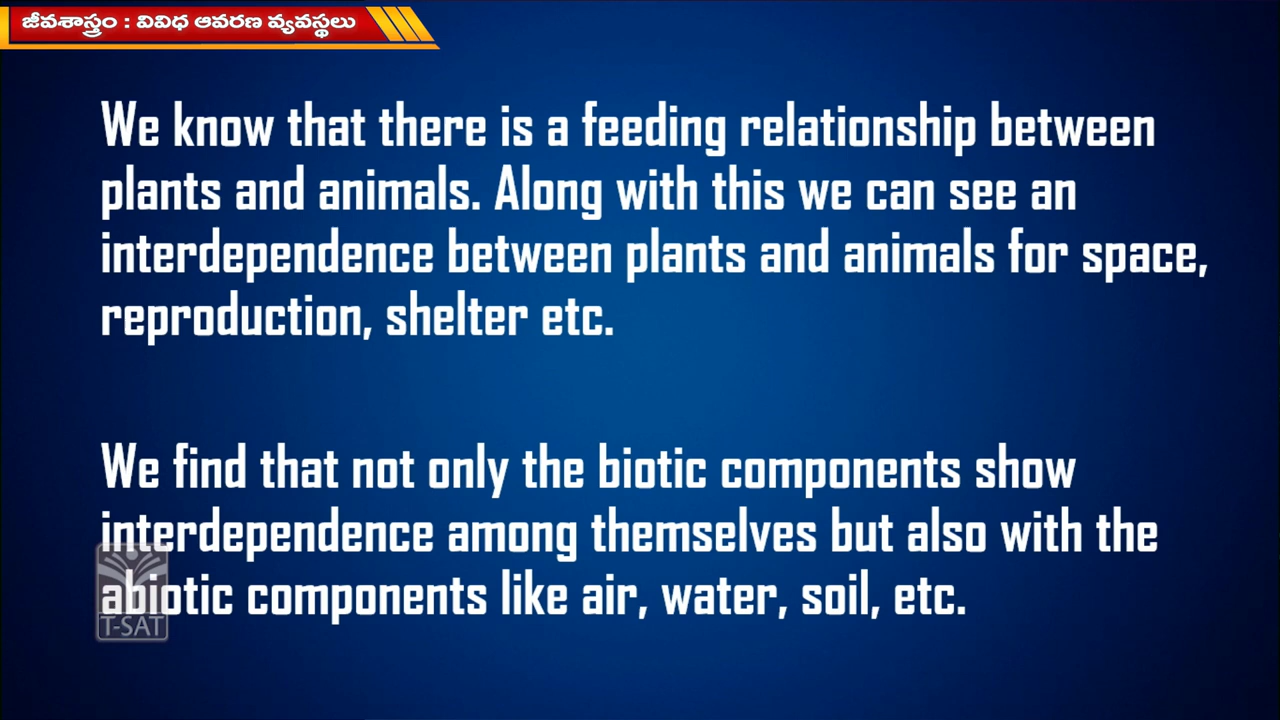 జీవశాస్త్రం : వివిధ ఆవరణ వ్యవస్థలు
We know that there is a feeding relationship between
plants and animals. Along with this we can see an
interdependence between plants and animals for space,
reproduction, shelter etc.
We find that not only the biotic components show
interdependence among themselves but also with the
abiotic components like air, water, soil, etc.
T-SAT